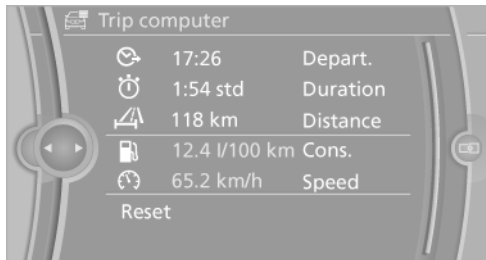 Trip computer
17:26 Depart.
1:54 std Duration
118 km Distance
12.4 l/100 km Cons.
65.2 km/h Speed
Reset